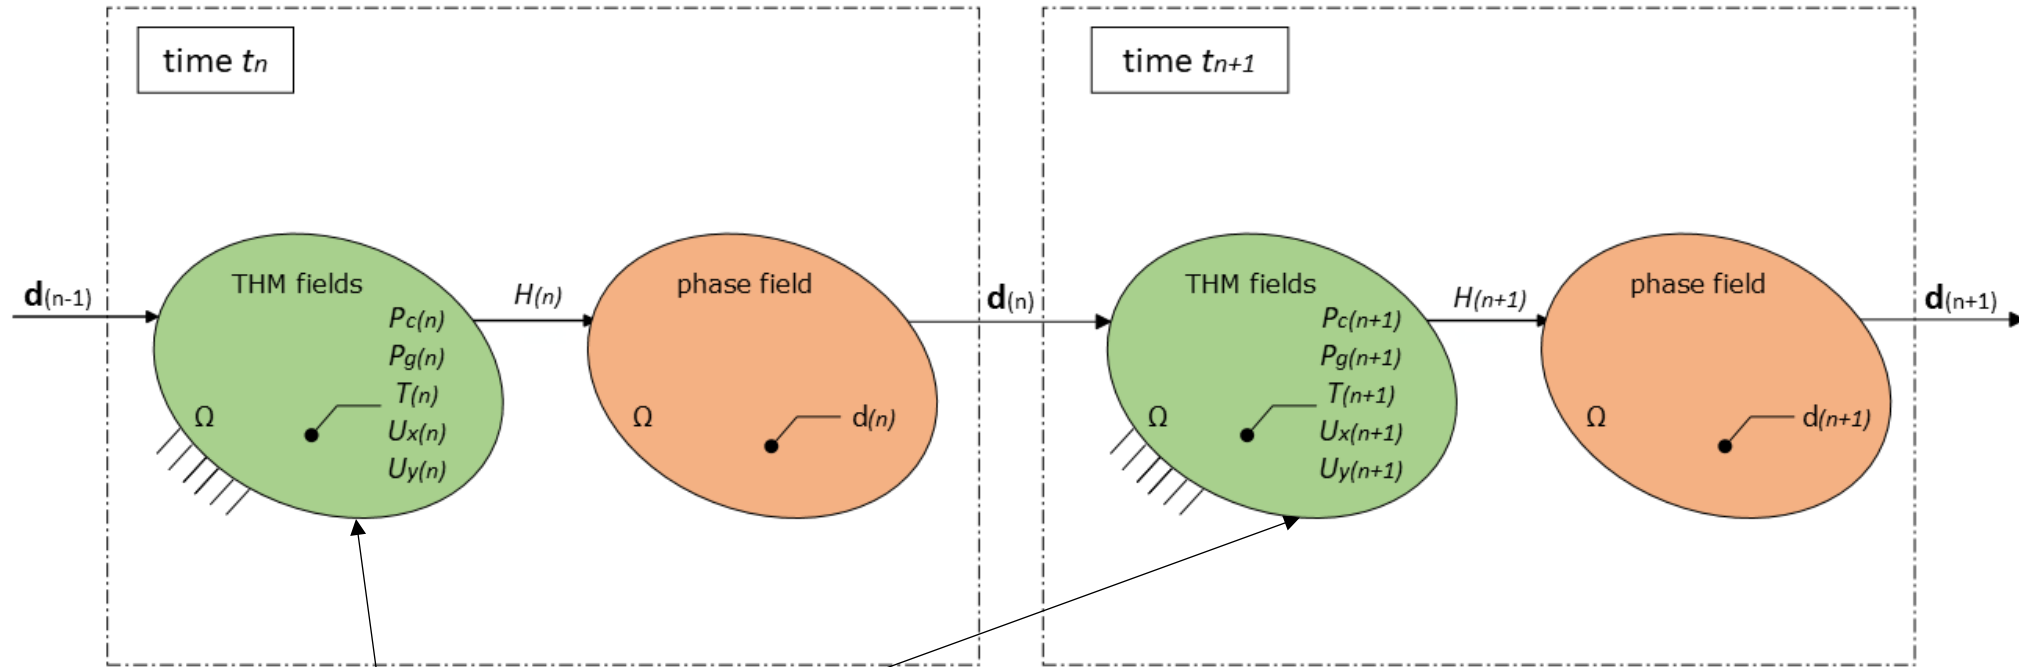 time tn
time tn+1
d(n-1)
THM fields
Pc(n)
Pg(n)
T(n)
Ux(n)
Uy(n)
Ω
H(n)
phase field
Ω
d(n)
d(n)
THM fields
Pc(n+1)
Pg(n+1)
T(n+1)
Ux(n+1)
Uy(n+1)
Ω
H(n+1)
phase field
Ω
d(n+1)
d(n+1)